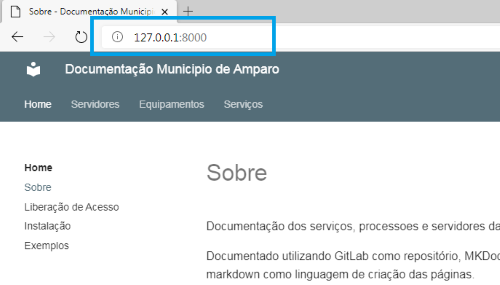 Sobre - Documentação Municipi
127.0.0.1:8000
Documentação Municipio de Amparo
Home Servidores Equipamentos Serviços
Home
Sobre
Liberação de Acesso
Instalação
Exemplos
Sobre
Documentação dos serviços, processoes e servidores da
Documentado utilizando GitLab como repositório, MKDoc
markdown como linguagem de criação das páginas.